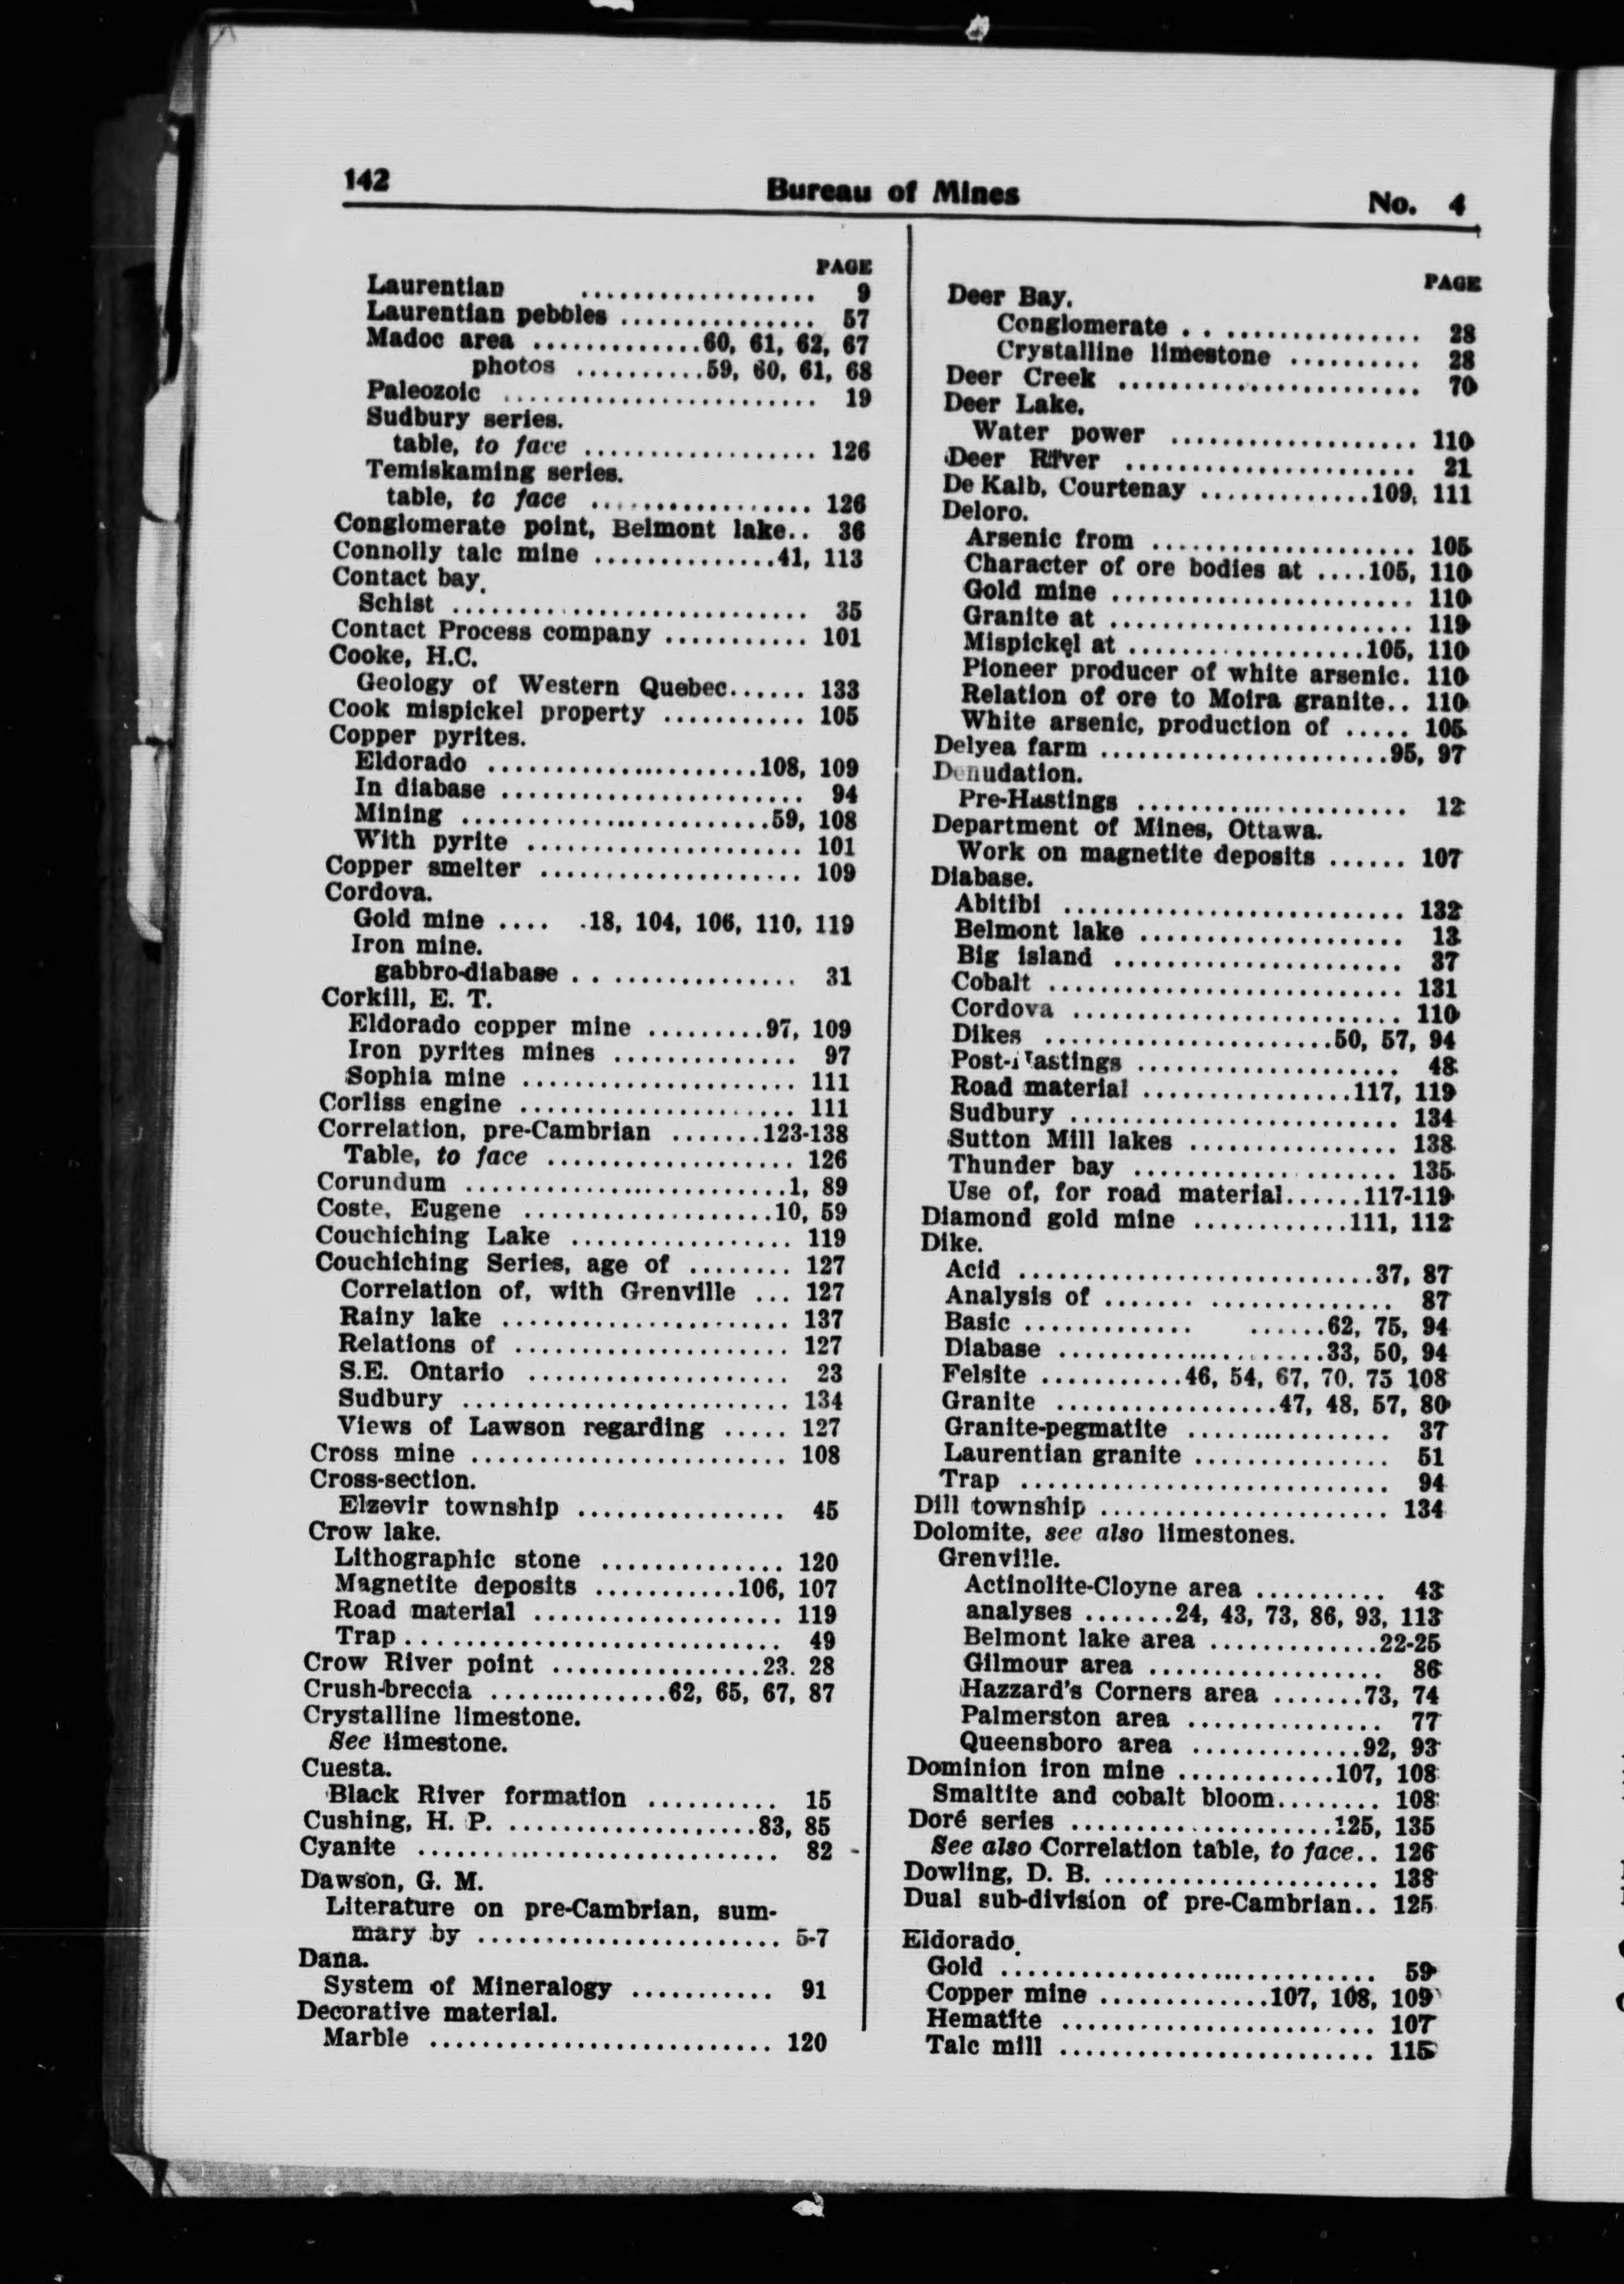 142 Bureau of Mines No. 4
PAGE
Laurentian .................. 9
Laurentian pebbles ............... 57
Madoc area .............60, 61, 62, 67
photos ..........59, 60, 61, 68
Paleozoic ........................ 19
Sudbury series.
table, to face .................. 126
Temiskaming series.
table, to face ................. 126
Conglomerate point, Belmont lake.. 36
Connolly talc mine ..............41, 113
Contact bay.
Schist ........................... 35
Contact Process company ........... 101
Cooke, H.C.
Geology of Western Quebec...... 133
Cook mispickel property ........... 105
Copper pyrites.
Eldorado .....................108, 109
In diabase ....................... 94
Mining ........................59, 108
With pyrite ..................... 101
Copper smelter .................... 109
Cordova.
Gold mine .... .18, 104, 106, 110, 119
Iron mine.
gabbro-diabase . . ............... 31
Corkill, E. T.
Eldorado copper mine .........97, 109
Iron pyrites mines .............. 97
Sophia mine ..................... 111
Corliss engine ..................... 111
Correlation, pre-Cambrian .......123-138
Table, to face ................... 126
Corundum .........................1, 89
Coste, Eugene ...................10, 59
Couchiching Lake ................. 119
Couchiching Series, age of ........ 127
Correlation of, with Grenville ... 127
Rainy lake ...................... 137
Relations of ..................... 127
S.E. Ontario .................... 23
Sudbury ......................... 134
Views of Lawson regarding ..... 127
Cross mine ........................ 108
Cross-section.
Elzevir township ................ 45
Crow lake.
Lithographic stone .............. 120
Magnetite deposits ...........106, 107
Road material ................... 119
Trap............................. 49
Crow River point ................23. 28
Crush-breccia ..............62, 65, 67, 87
Crystalline limestone.
See limestone.
Cuesta.
Black River formation .......... 15
Cushing, H. P. ...................83, 85
Cyanite ............................ 82
Dawson, G. M.
Literature on pre-Cambrian, sum-
mary by ....................... 5-7
Dana.
System of Mineralogy ........... 91
Decorative material.
Marble .......................... 120
PAGE
Deer Bay.
Conglomerate . . ............... 28
Crystalline limestone .......... 28
Deer Creek ....................... 70
Deer Lake.
Water power ................... 110
Deer River ...................... 21
De Kalb, Courtenay .............109, 111
Deloro.
Arsenic from .................... 105
Character of ore bodies at ....105, 110
Gold mine ....................... 110
Granite at ....................... 119
Mispickel at ..................105, 110
Pioneer producer of white arsenic. 110
Relation of ore to Moira granite.. 110
White arsenic, production of ..... 105
Delyea farm ......................95, 97
Denudation.
Pre-Hastings ..................... 12
Department of Mines, Ottawa.
Work on magnetite deposits ...... 107
Diabase.
Abitibi .......................... 132
Belmont lake .................... 13
Big island ...................... 37
Cobalt ........................... 131
Cordova ......................... 110
Dikes ......................50, 57, 94
Post-Hastings .................... 48
Road material ................117, 119
Sudbury ......................... 134
Sutton Mill lakes ................ 138
Thunder bay .................... 135
Use of, for road material......117-119
Diamond gold mine ............111, 112
Dike.
Acid ...........................37, 87
Analysis of ....... .............. 87
Basic ............. ......62, 75, 94
Diabase .....................33, 50, 94
Felsite ...........46, 54, 67, 70. 75 108
Granite .................47, 48, 57, 80
Granite-pegmatite ................ 37
Laurentian granite ............... 51
Trap ............................ 94
Dill township ...................... 134
Dolomite, see also limestones.
Grenville.
Actinolite-Cloyne area .......... 43
analyses .......24, 43, 73, 86, 93, 113
Belmont lake area .............22-25
Gilmour area .................. 86
Hazzard's Corners area .......73, 74
Palmerston area ............... 77
Queensboro area .............92, 93
Dominion iron mine ............107, 108
Smaltite and cobalt bloom........ 108
Doré series ....................125, 135
See also Correlation table, to face.. 126
Dowling, D. B. ..................... 138
Dual sub-division of pre-Cambrian.. 125
Eldorado.
Gold ............................. 59
Copper mine .............107, 108, 109
Hematite ........................ 107
Talc mill ........................ 115